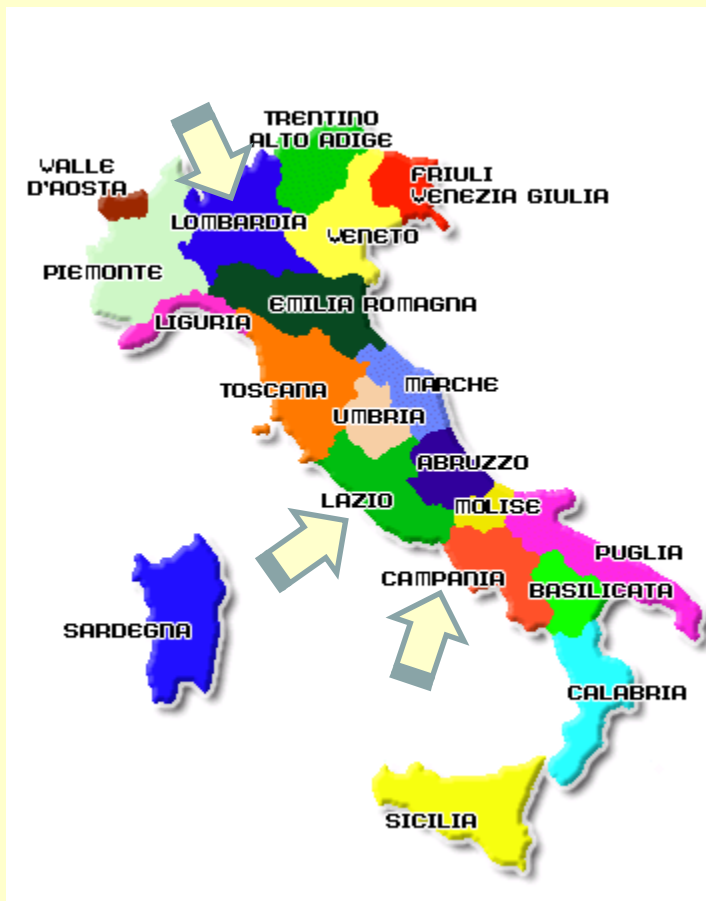 TRENTINO
ALTO ADIGE
VALLE
D'AOSTA
FRIULI
VENEZIA GIULIA
LOMBARDIA
VENETO
PIEMONTE
EMILIA ROMAGNA
LIGURIA
TOSCANA
MARCHE
UMBRIA
ABRUZZO
LAZIO
MOLISE
PUGLIA
CAMPANIA
BASILICATA
SARDEGNA
CALABRIA
SICILIA